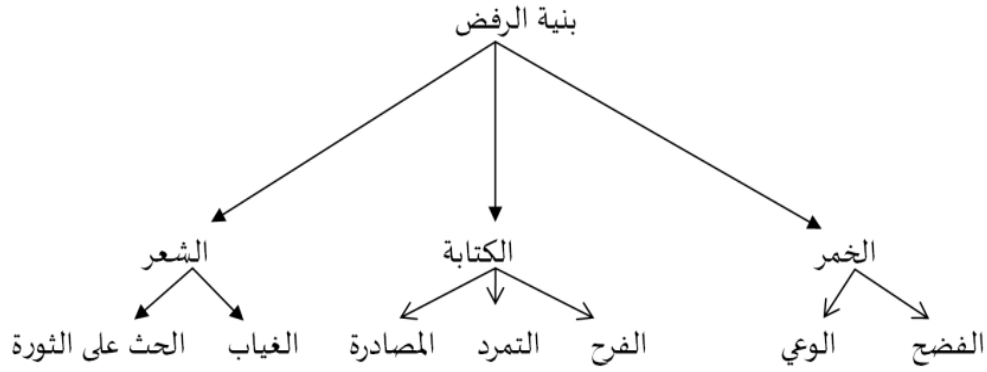 بنية الرفض
الخمر الكتابة الشعر
الفضح الوعي الفرح التمرد المصادرة الغياب الحث على الثورة